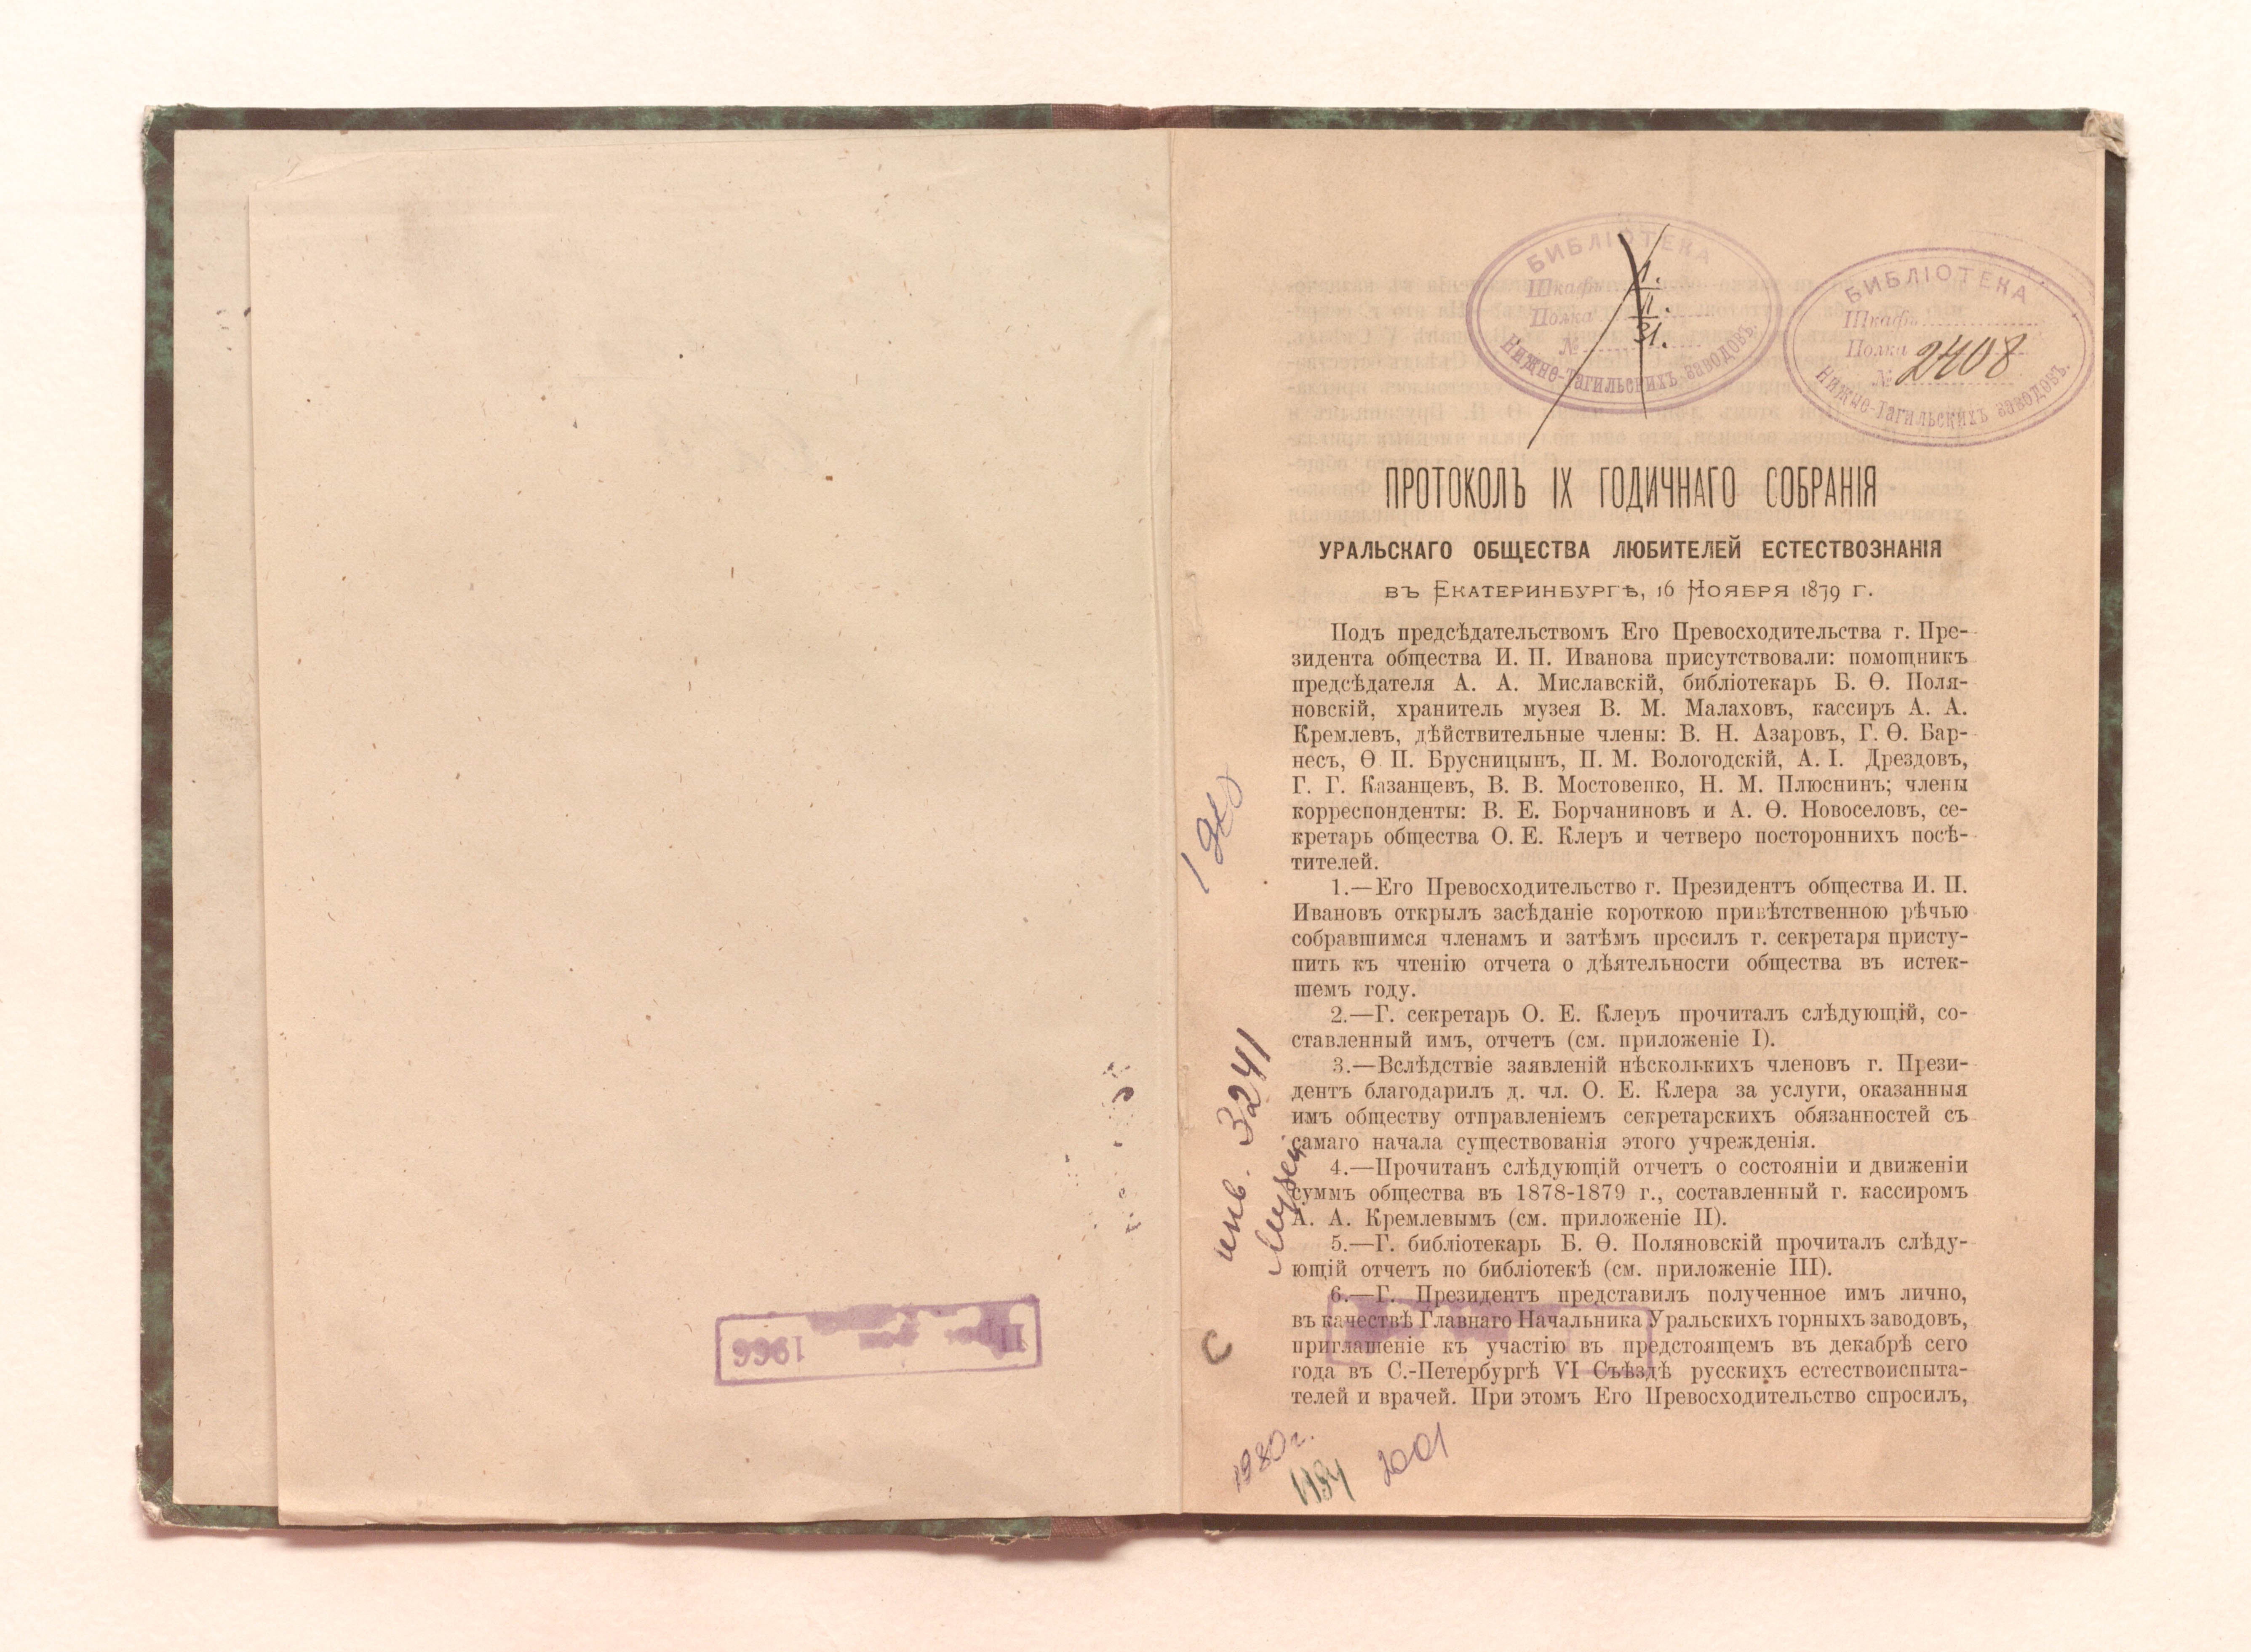 1966
БИБЛІОТЕКА
Шкафъ 1.
Полка II.
№ 31.
Нижне-Тагильскихъ заводовъ.
БИБЛІОТЕКА
Шкафъ
Полка
№ 2408
Нижне-Тагильскихъ заводовъ.
ПРОТОКОЛЪ IX ГОДИЧНАГО СОБРАНІЯ
УРАЛЬСКАГО ОБЩЕСТВА ЛЮБИТЕЛЕЙ ЕСТЕСТВОЗНАНІЯ
въ Екатеринбургѣ, 16 Ноября 1879 г.
Подъ предсѣдательствомъ Его Превосходительства г. Пре-
зидента общества И. П. Иванова присутствовали: помощникъ
предсѣдателя А. А. Миславскій, библіотекарь Б. Ѳ. Поля-
новскій, хранитель музея В. М. Малаховъ, кассиръ А. А.
Кремлевъ, дѣйствительные члены: В. Н. Азаровъ, Г. Ѳ. Бар-
несъ, Ѳ. П. Брусницынъ, П. М. Вологодскій, А. І. Дрездовъ,
Г. Г. Казанцевъ, В. В. Мостовенко, Н. М. Плюснинъ; члены
корреспонденты: В. Е. Борчаниновъ и А. Ѳ. Новоселовъ, се-
кретарь общества О. Е. Клеръ и четверо постороннихъ посѣ-
тителей.
1.—Его Превосходительство г. Президентъ общества И. П.
Ивановъ открылъ засѣданіе короткою привѣтственною рѣчью
собравшимся членамъ и затѣмъ просилъ г. секретаря присту-
пить къ чтенію отчета о дѣятельности общества въ истек-
шемъ году.
2.—Г. секретарь О. Е. Клеръ прочиталъ слѣдующій, со-
ставленный имъ, отчетъ (см. приложеніе I).
3.—Вслѣдствіе заявленій нѣсколькихъ членовъ г. Прези-
дентъ благодарилъ д. чл. О. Е. Клера за услуги, оказанныя
имъ обществу отправленіемъ секретарскихъ обязанностей съ
самаго начала существованія этого учрежденія.
4.—Прочитанъ слѣдующій отчетъ о состояніи и движеніи
суммъ общества въ 1878-1879 г., составленный г. кассиромъ
А. А. Кремлевымъ (см. приложеніе II).
5.—Г. библіотекарь Б. Ѳ. Поляновскій прочиталъ слѣду-
ющій отчетъ по библіотекѣ (см. приложеніе III).
6.—Г. Президентъ представилъ полученное имъ лично,
въ качествѣ Главнаго Начальника Уральскихъ горныхъ заводовъ,
приглашеніе къ участію въ предстоящемъ въ декабрѣ сего
года въ С.-Петербургѣ VI Съѣздѣ русскихъ естествоиспыта-
телей и врачей. При этомъ Его Превосходительство спросилъ,
инв. 3241
Музей
с
1980 г.
1984
2001